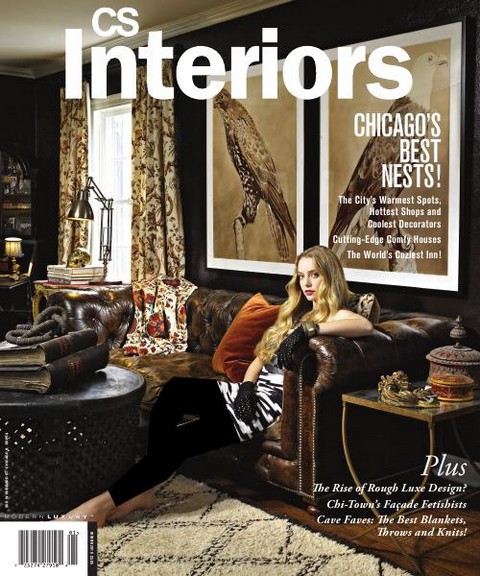 CS
Interiors
CHICAGO'S
BEST
NESTS!
The City's Warmest Spots,
Hottest Shops and
Coolest Decorators
Cutting-Edge Comfy Houses
The World's Coziest Inn!
Plus
The Rise of Rough Luxe Design?
Chi-Town's Façade Fetishists
Cave Faves: The Best Blankets,
Throws and Knits!
MODERN LUXURY